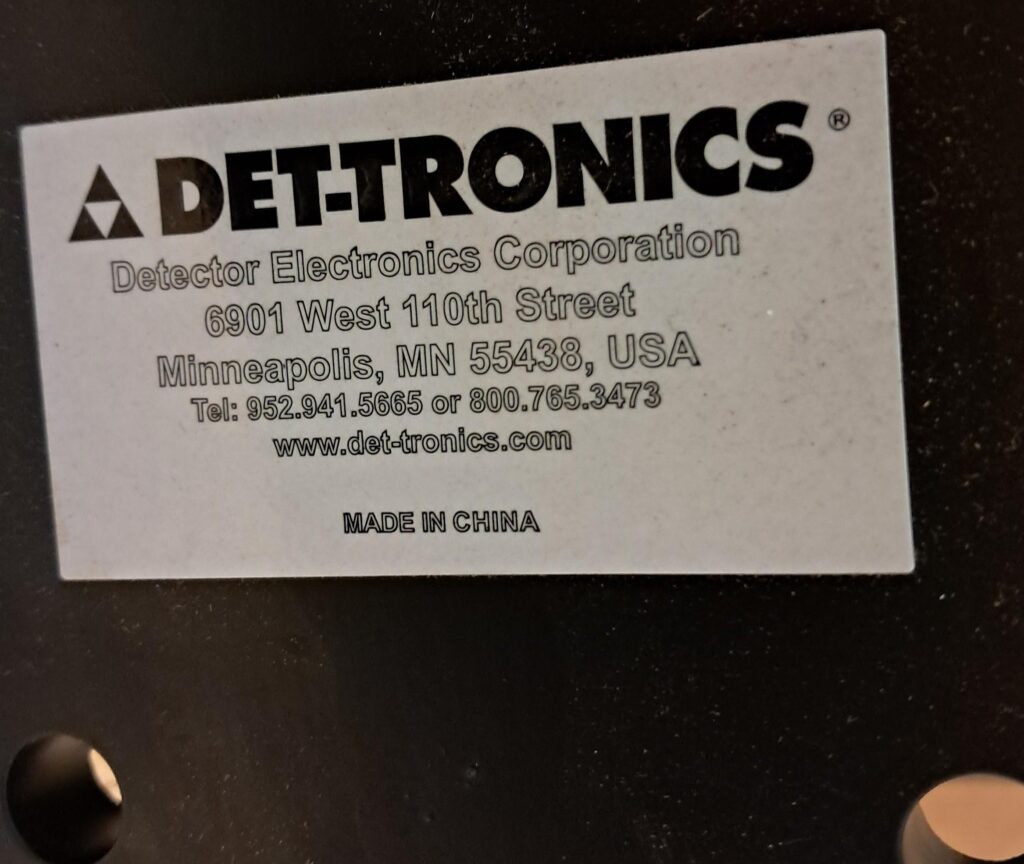 DET-TRONICS®
Detector Electronics Corporation
6901 West 110th Street
Minneapolis, MN 55438, USA
Tel: 952.941.5665 or 800.765.3473
www.det-tronics.com
MADE IN CHINA